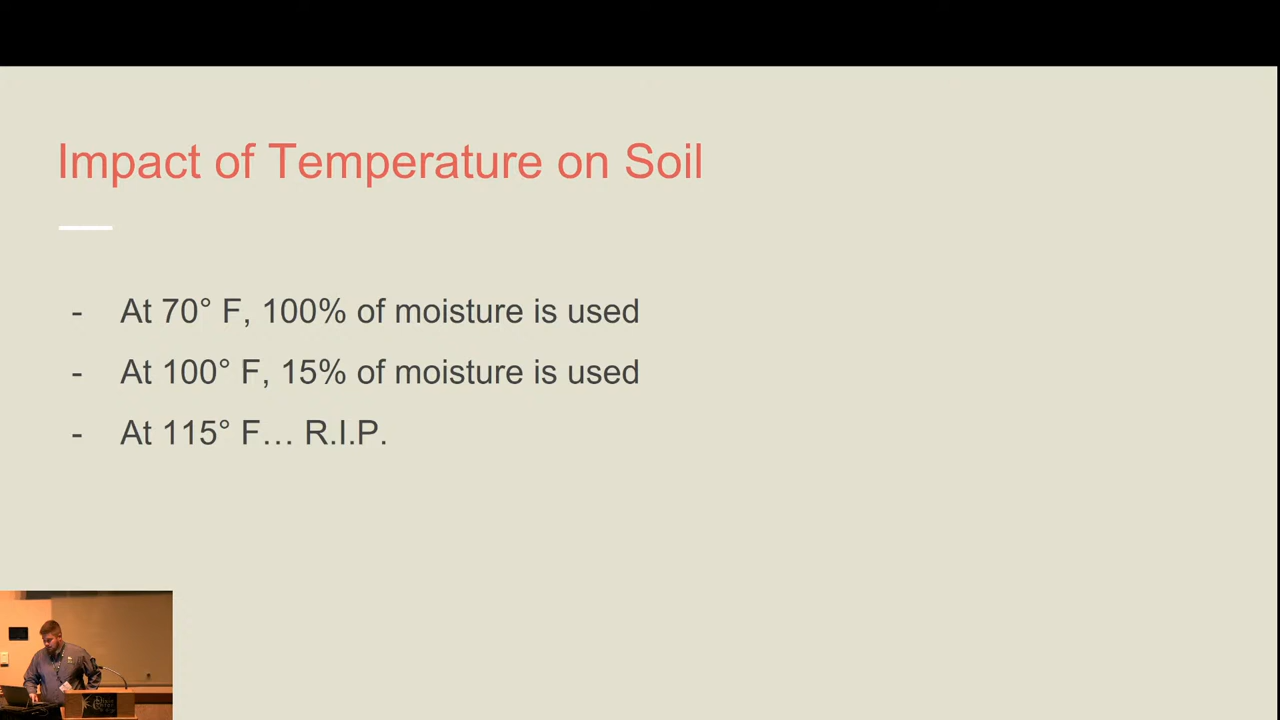 Impact of Temperature on Soil
- At 70° F, 100% of moisture is used
- At 100° F, 15% of moisture is used
- At 115° F… R.I.P.